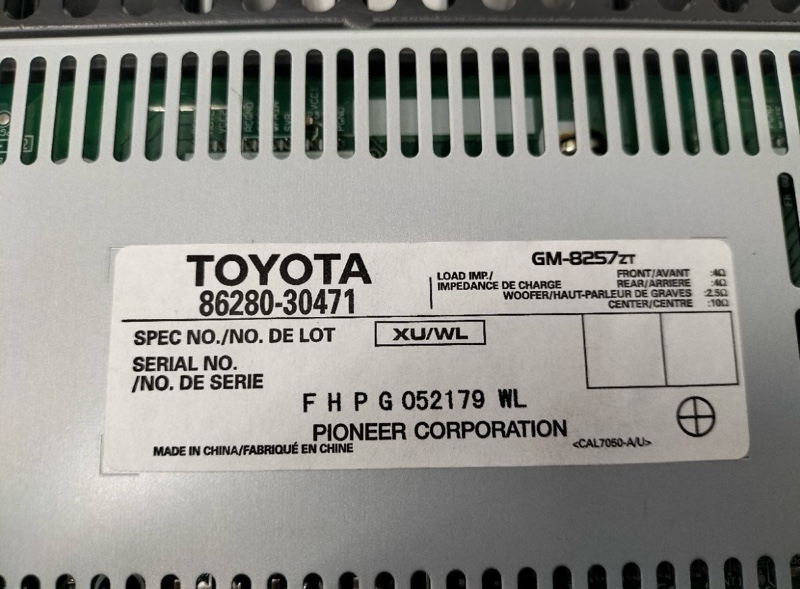 TOYOTA
86280-30471
GM-8257ZT
LOAD IMP./
IMPEDANCE DE CHARGE
FRONT/AVANT :4Ω
REAR/ARRIERE :4Ω
WOOFER/HAUT-PARLEUR DE GRAVES :2.5Ω
CENTER/CENTRE :10Ω
SPEC NO./NO. DE LOT
XU/WL
SERIAL NO.
/NO. DE SERIE
F H P G 052179 WL
PIONEER CORPORATION
MADE IN CHINA/FABRIQUÉ EN CHINE
<CAL7050-A/U>